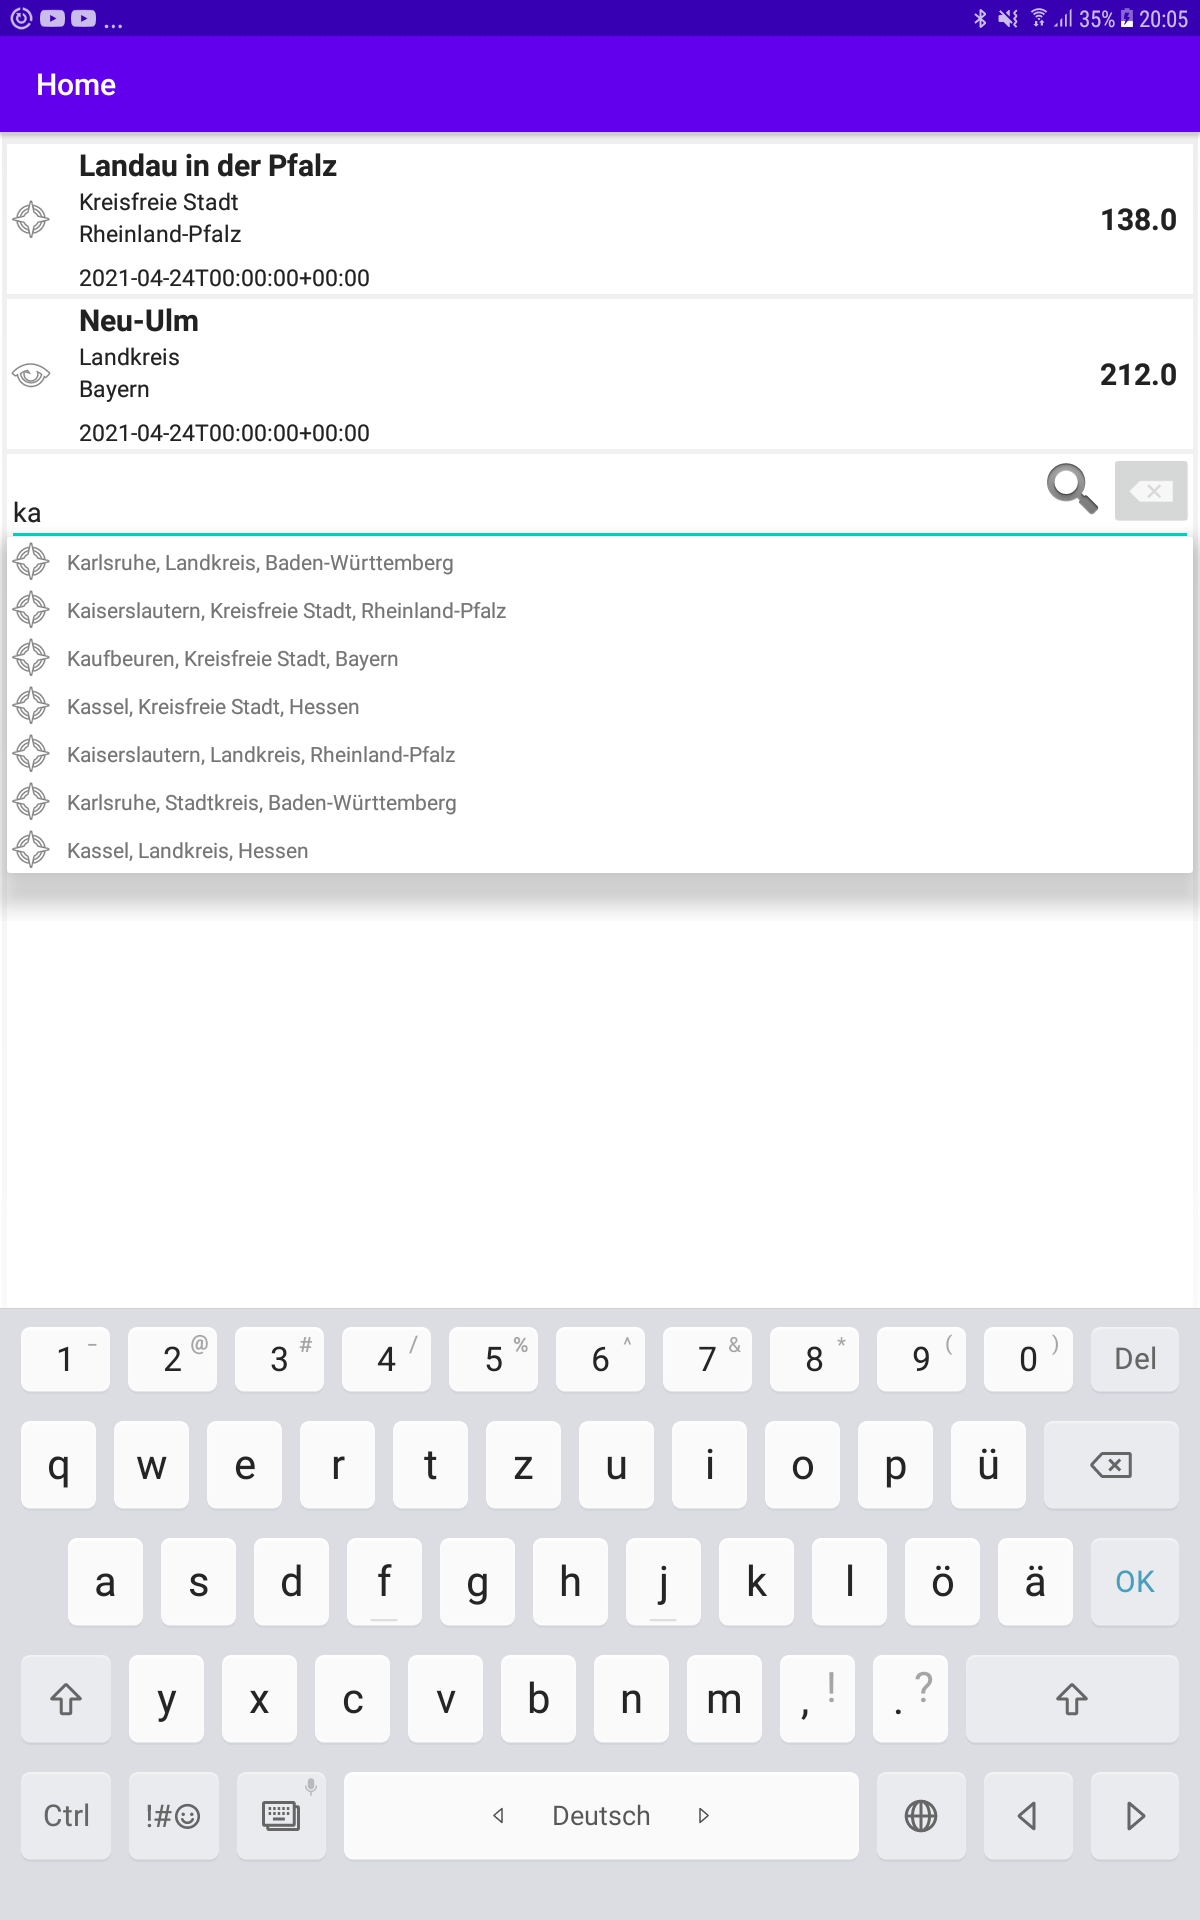 ... 35% 20:05
Home
Landau in der Pfalz
Kreisfreie Stadt
Rheinland-Pfalz
138.0
2021-04-24T00:00:00+00:00
Neu-Ulm
Landkreis
Bayern
212.0
2021-04-24T00:00:00+00:00
ka
Karlsruhe, Landkreis, Baden-Württemberg
Kaiserslautern, Kreisfreie Stadt, Rheinland-Pfalz
Kaufbeuren, Kreisfreie Stadt, Bayern
Kassel, Kreisfreie Stadt, Hessen
Kaiserslautern, Landkreis, Rheinland-Pfalz
Karlsruhe, Stadtkreis, Baden-Württemberg
Kassel, Landkreis, Hessen
1 - 2 @ 3 # 4 / 5 % 6 ^ 7 & 8 * 9 ( 0 ) Del
q w e r t z u i o p ü
a s d f g h j k l ö ä OK
y x c v b n m , ! . ?
Ctrl !#☺ Deutsch